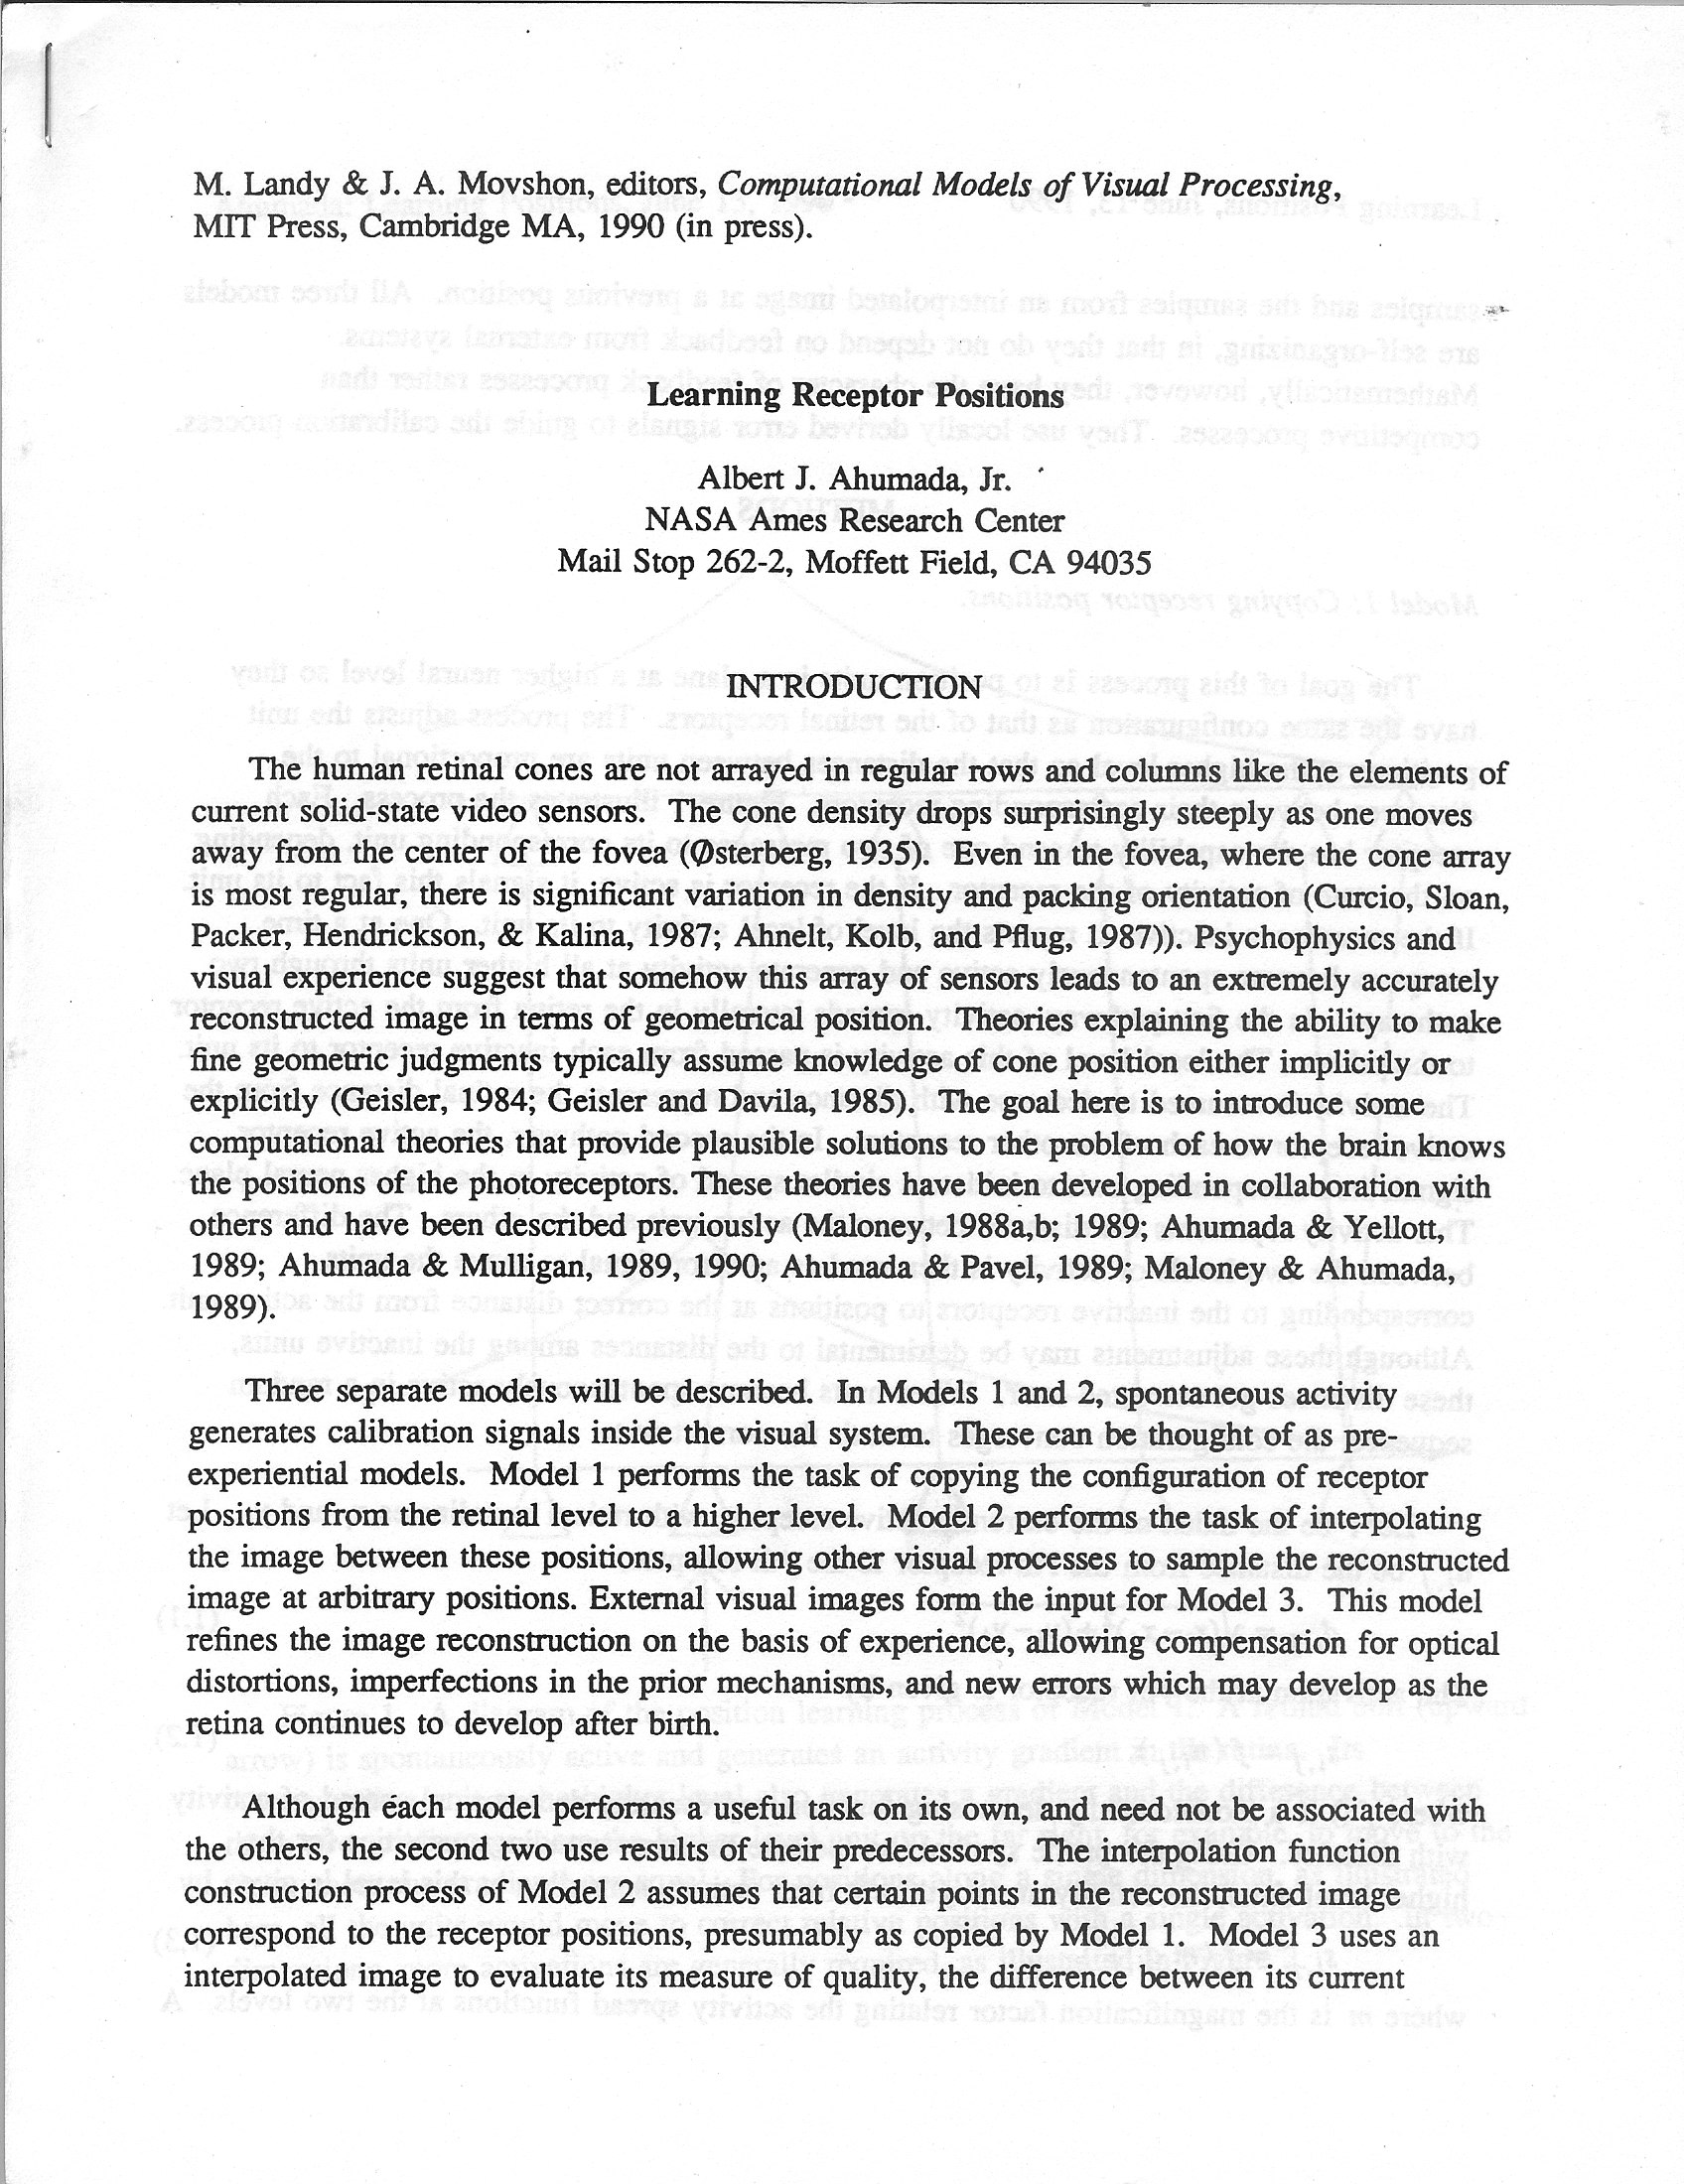 M. Landy & J. A. Movshon, editors, Computational Models of Visual Processing,
MIT Press, Cambridge MA, 1990 (in press).
Learning Receptor Positions
Albert J. Ahumada, Jr.
NASA Ames Research Center
Mail Stop 262-2, Moffett Field, CA 94035
INTRODUCTION
The human retinal cones are not arrayed in regular rows and columns like the elements of
current solid-state video sensors. The cone density drops surprisingly steeply as one moves
away from the center of the fovea (Østerberg, 1935). Even in the fovea, where the cone array
is most regular, there is significant variation in density and packing orientation (Curcio, Sloan,
Packer, Hendrickson, & Kalina, 1987; Ahnelt, Kolb, and Pflug, 1987)). Psychophysics and
visual experience suggest that somehow this array of sensors leads to an extremely accurately
reconstructed image in terms of geometrical position. Theories explaining the ability to make
fine geometric judgments typically assume knowledge of cone position either implicitly or
explicitly (Geisler, 1984; Geisler and Davila, 1985). The goal here is to introduce some
computational theories that provide plausible solutions to the problem of how the brain knows
the positions of the photoreceptors. These theories have been developed in collaboration with
others and have been described previously (Maloney, 1988a,b; 1989; Ahumada & Yellott,
1989; Ahumada & Mulligan, 1989, 1990; Ahumada & Pavel, 1989; Maloney & Ahumada,
1989).
Three separate models will be described. In Models 1 and 2, spontaneous activity
generates calibration signals inside the visual system. These can be thought of as pre-
experiential models. Model 1 performs the task of copying the configuration of receptor
positions from the retinal level to a higher level. Model 2 performs the task of interpolating
the image between these positions, allowing other visual processes to sample the reconstructed
image at arbitrary positions. External visual images form the input for Model 3. This model
refines the image reconstruction on the basis of experience, allowing compensation for optical
distortions, imperfections in the prior mechanisms, and new errors which may develop as the
retina continues to develop after birth.
Although each model performs a useful task on its own, and need not be associated with
the others, the second two use results of their predecessors. The interpolation function
construction process of Model 2 assumes that certain points in the reconstructed image
correspond to the receptor positions, presumably as copied by Model 1. Model 3 uses an
interpolated image to evaluate its measure of quality, the difference between its current